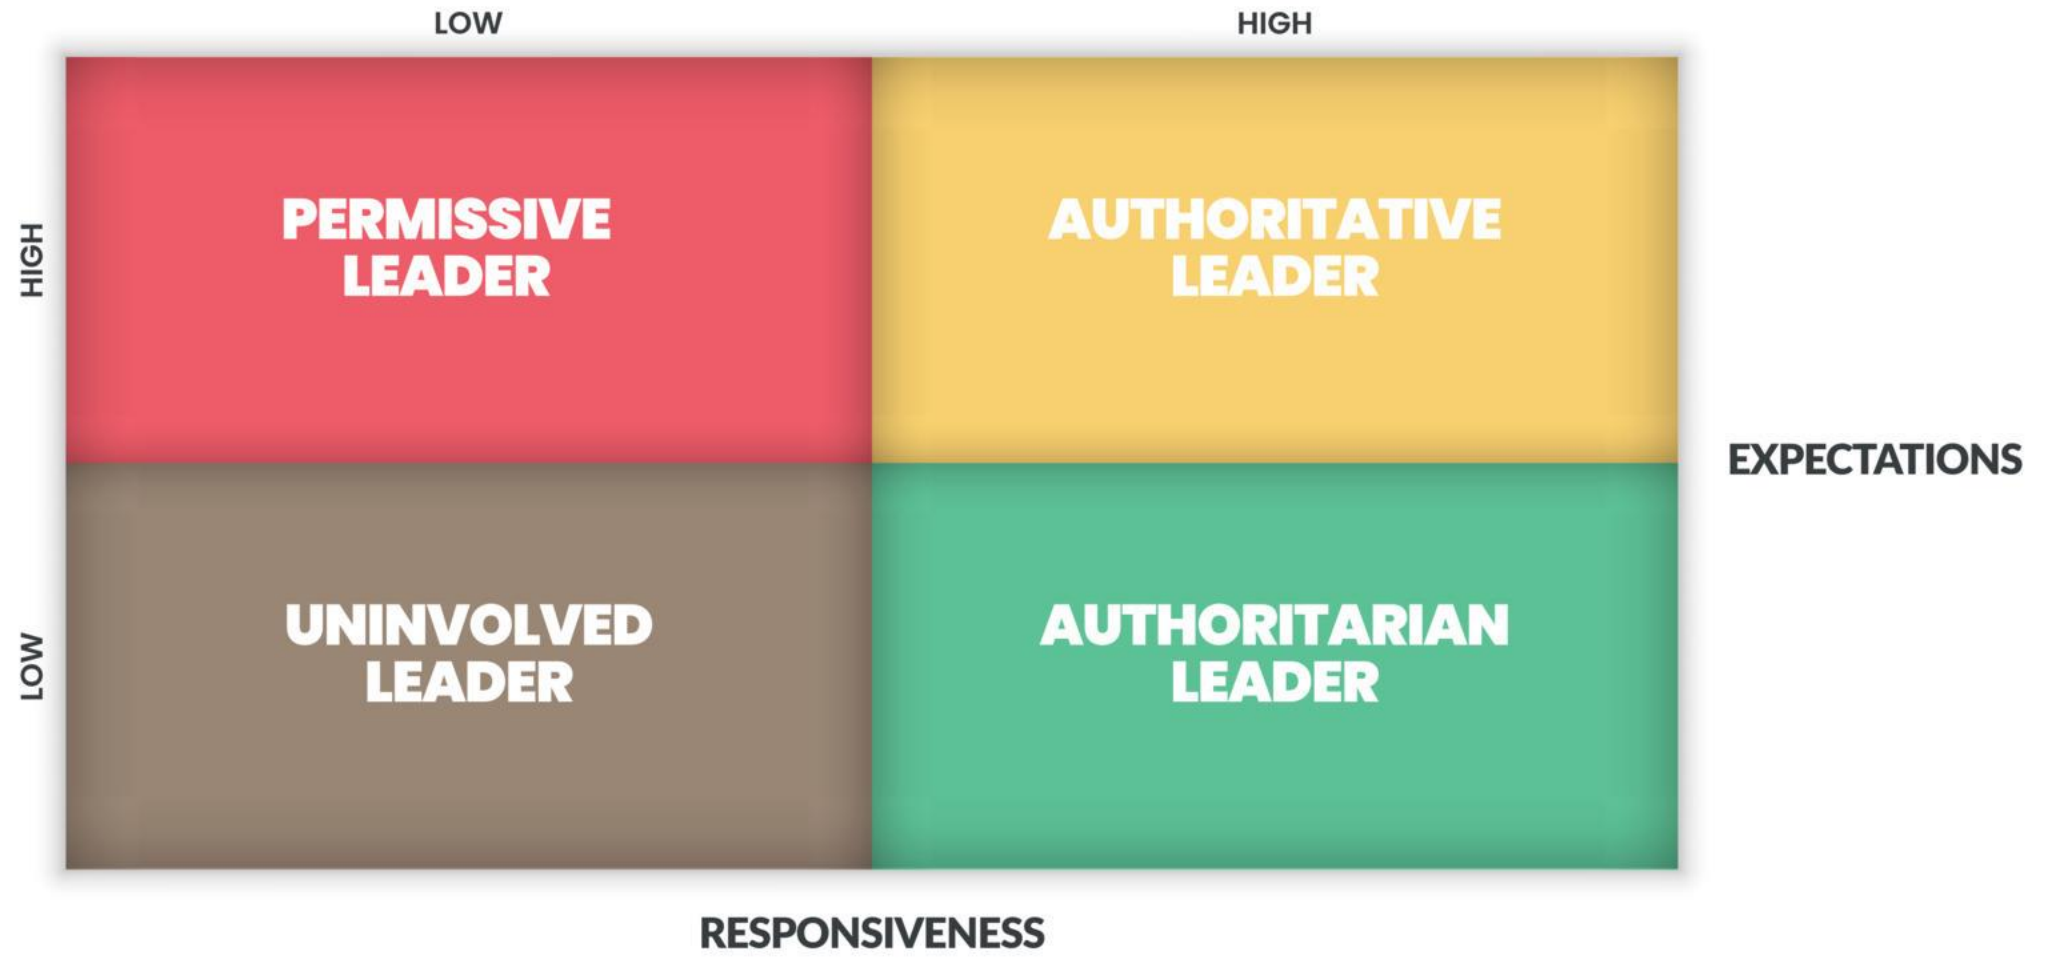 LOW
HIGH
HIGH
PERMISSIVE
LEADER
AUTHORITATIVE
LEADER
EXPECTATIONS
LOW
UNINVOLVED
LEADER
AUTHORITARIAN
LEADER
RESPONSIVENESS